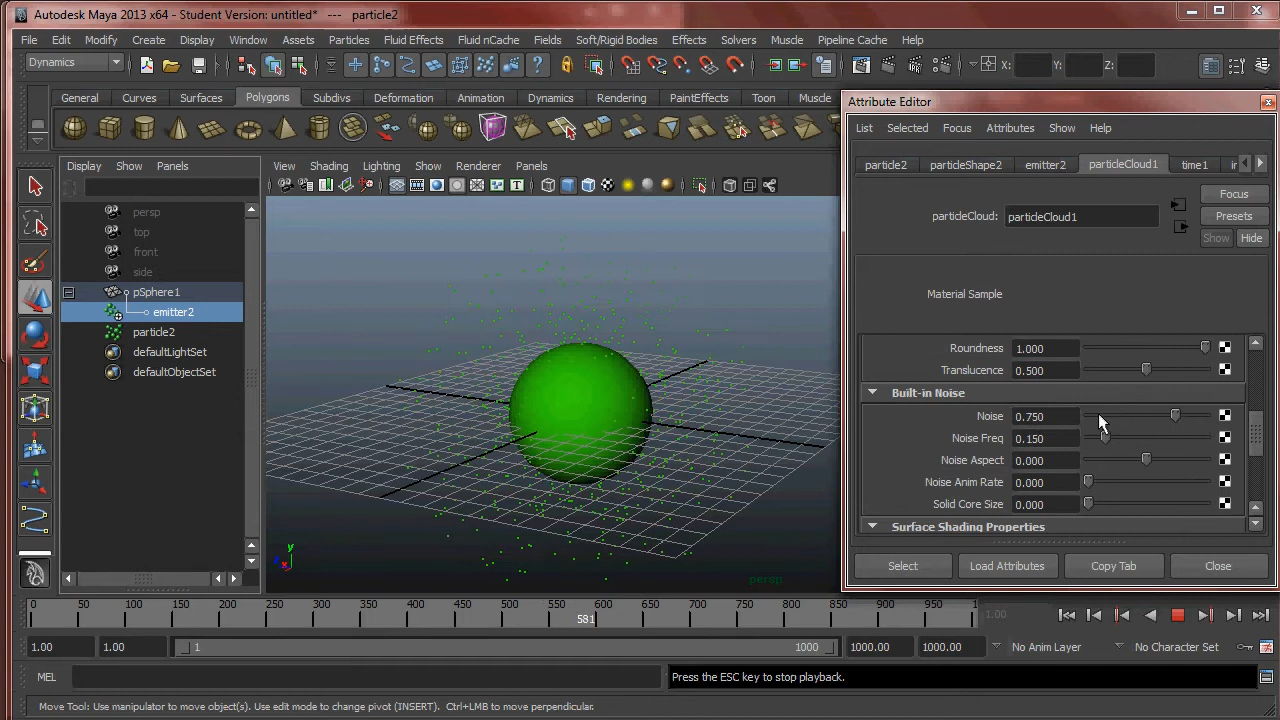 Autodesk Maya 2013 x64 - Student Version: untitled* --- particle2
File Edit Modify Create Display Window Assets Particles Fluid Effects Fluid nCache Fields Soft/Rigid Bodies Effects Solvers Muscle Pipeline Cache Help
Dynamics X: Y: Z:
General Curves Surfaces Polygons Subdivs Deformation Animation Dynamics Rendering PaintEffects Toon Muscle
Attribute Editor
List Selected Focus Attributes Show Help
Display Show Panels
View Shading Lighting Show Renderer Panels
particle2 particleShape2 emitter2 particleCloud1 time1
persp
top
front
side
pSphere1
emitter2
particle2
defaultLightSet
defaultObjectSet
y
x
persp
particleCloud: particleCloud1
Focus
Presets
Show Hide
Material Sample
Roundness 1.000
Translucence 0.500
Built-in Noise
Noise 0.750
Noise Freq 0.150
Noise Aspect 0.000
Noise Anim Rate 0.000
Solid Core Size 0.000
Surface Shading Properties
Select Load Attributes Copy Tab Close
0 50 100 150 200 250 300 350 400 450 500 550 600 650 700 750 800 850 900 950 1
581
1.00
1.00 1.00 1 1000 1000.00 1000.00 No Anim Layer No Character Set
MEL Press the ESC key to stop playback.
Move Tool: Use manipulator to move object(s). Use edit mode to change pivot (INSERT). Ctrl+LMB to move perpendicular.